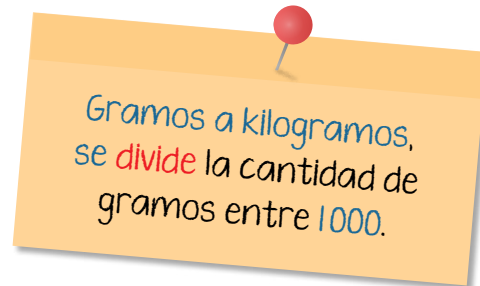 Gramos a kilogramos,
se divide la cantidad de
gramos entre 1000.